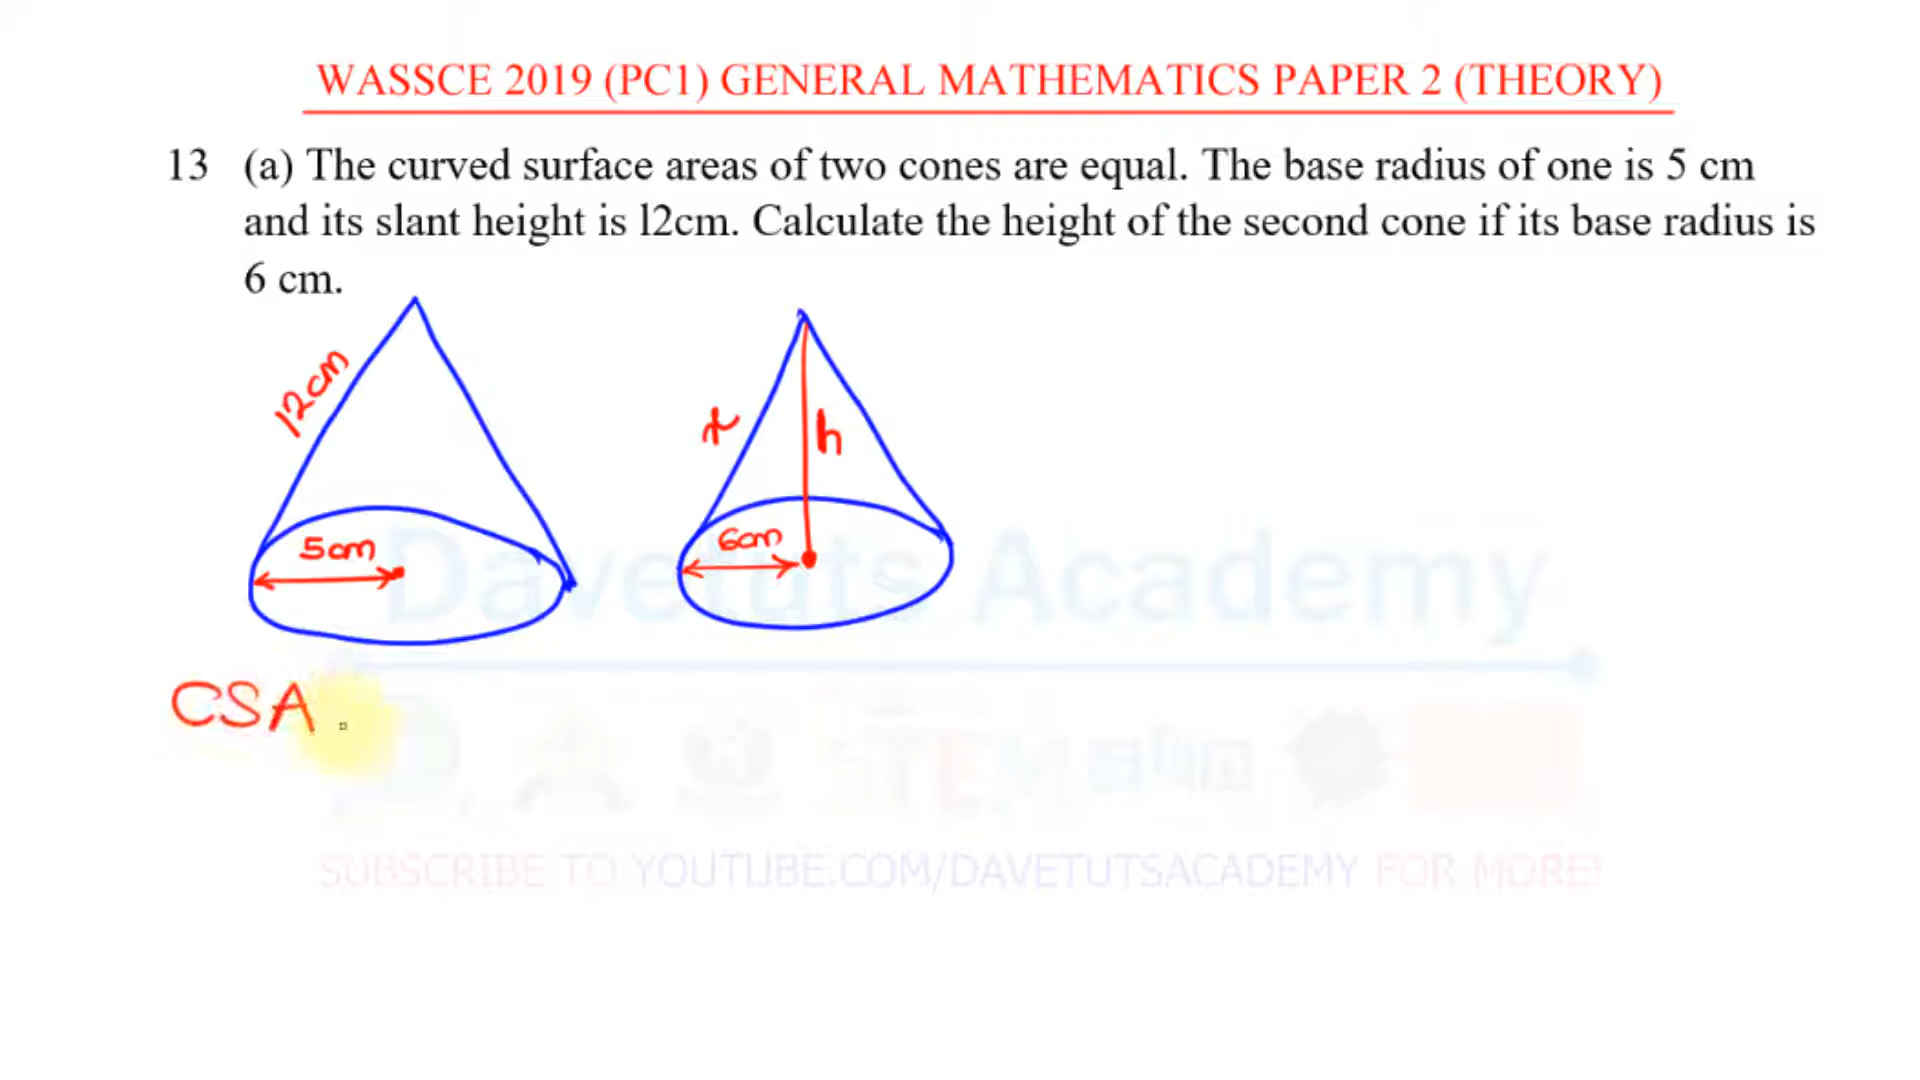 WASSCE 2019 (PC1) GENERAL MATHEMATICS PAPER 2 (THEORY)
13 (a) The curved surface areas of two cones are equal. The base radius of one is 5 cm
and its slant height is l2cm. Calculate the height of the second cone if its base radius is
6 cm.
12cm
x
h
5cm
6cm
Davetuts Academy
CSA
STEM
SUBSCRIBE TO YOUTUBE.COM/DAVETUTSACADEMY FOR MORE!